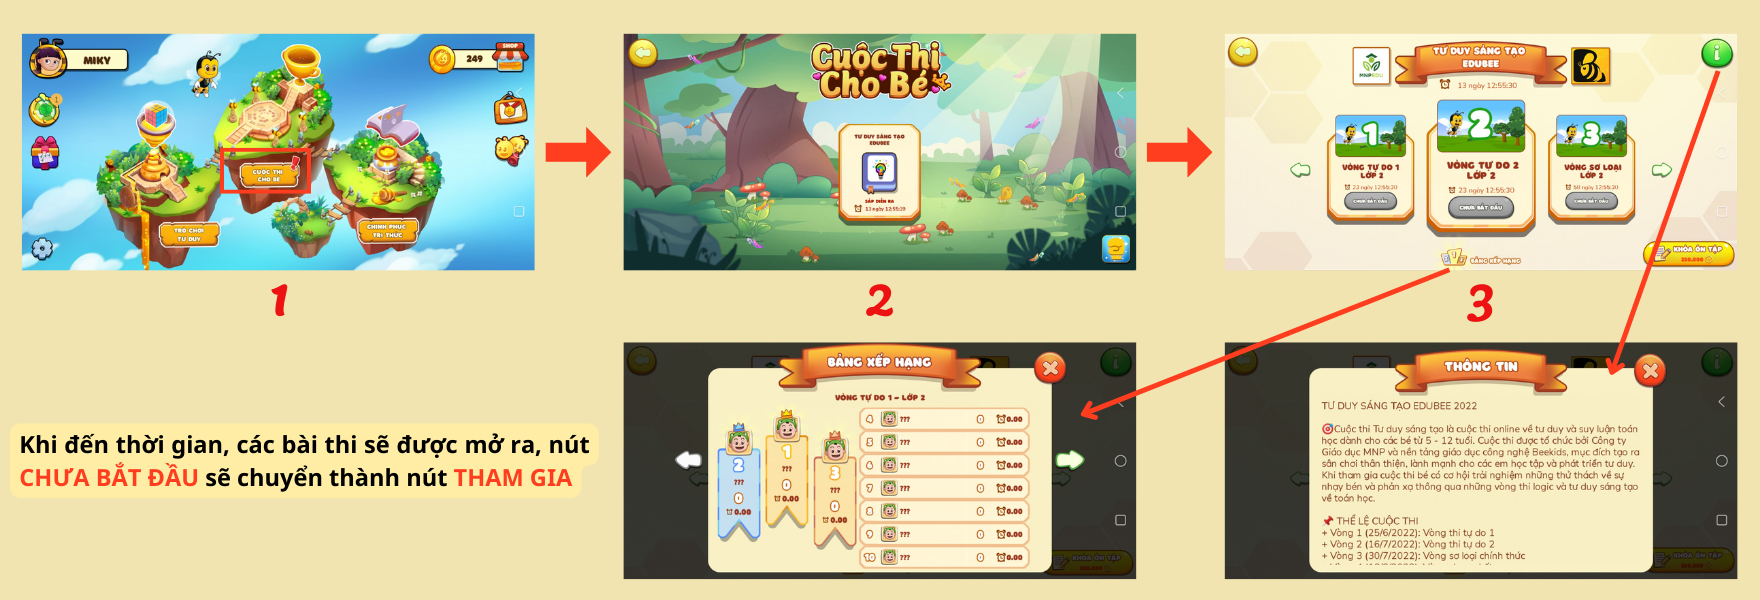 MIKY
249
SHOP
1
CUỘC THI
CHO BÉ
TRÒ CHƠI
TƯ DUY
CHINH PHỤC
TRI THỨC
1
Cuộc Thi
Cho Bé
TƯ DUY SÁNG TẠO
EDUBEE
SẮP DIỄN RA
13 ngày 12:55:39
2
MNPEDU
TƯ DUY SÁNG TẠO
EDUBEE
i
13 ngày 12:55:30
1
VÒNG TỰ DO 1
LỚP 2
23 ngày 12:55:30
CHƯA BẮT ĐẦU
2
VÒNG TỰ DO 2
LỚP 2
23 ngày 12:55:30
CHƯA BẮT ĐẦU
3
VÒNG SƠ LOẠI
LỚP 2
CHƯA BẮT ĐẦU
BẢNG XẾP HẠNG
KHÓA ÔN TẬP
3
Khi đến thời gian, các bài thi sẽ được mở ra, nút
CHƯA BẮT ĐẦU sẽ chuyển thành nút THAM GIA
BẢNG XẾP HẠNG
VÒNG TỰ DO 1 - LỚP 2
2
???
0
0.00
1
???
0
0.00
3
???
0
0.00
4 ??? 0 0.00
5 ??? 0 0.00
6 ??? 0 0.00
7 ??? 0 0.00
8 ??? 0 0.00
9 ??? 0 0.00
10 ??? 0 0.00
THÔNG TIN
TƯ DUY SÁNG TẠO EDUBEE 2022
Cuộc thi Tư duy sáng tạo là cuộc thi online về tư duy và suy luận toán
học dành cho các bé từ 5 - 12 tuổi. Cuộc thi được tổ chức bởi Công ty
Giáo dục MNP và nền tảng giáo dục công nghệ Beekids, mục đích tạo ra
sân chơi thân thiện, lành mạnh cho các em học tập và phát triển tư duy.
Khi tham gia cuộc thi bé có cơ hội trải nghiệm những thử thách về sự
nhạy bén và phản xạ thông qua những vòng thi logic và tư duy sáng tạo
về toán học.
THỂ LỆ CUỘC THI
+ Vòng 1 (25/6/2022): Vòng thi tự do 1
+ Vòng 2 (16/7/2022): Vòng thi tự do 2
+ Vòng 3 (30/7/2022): Vòng sơ loại chính thức